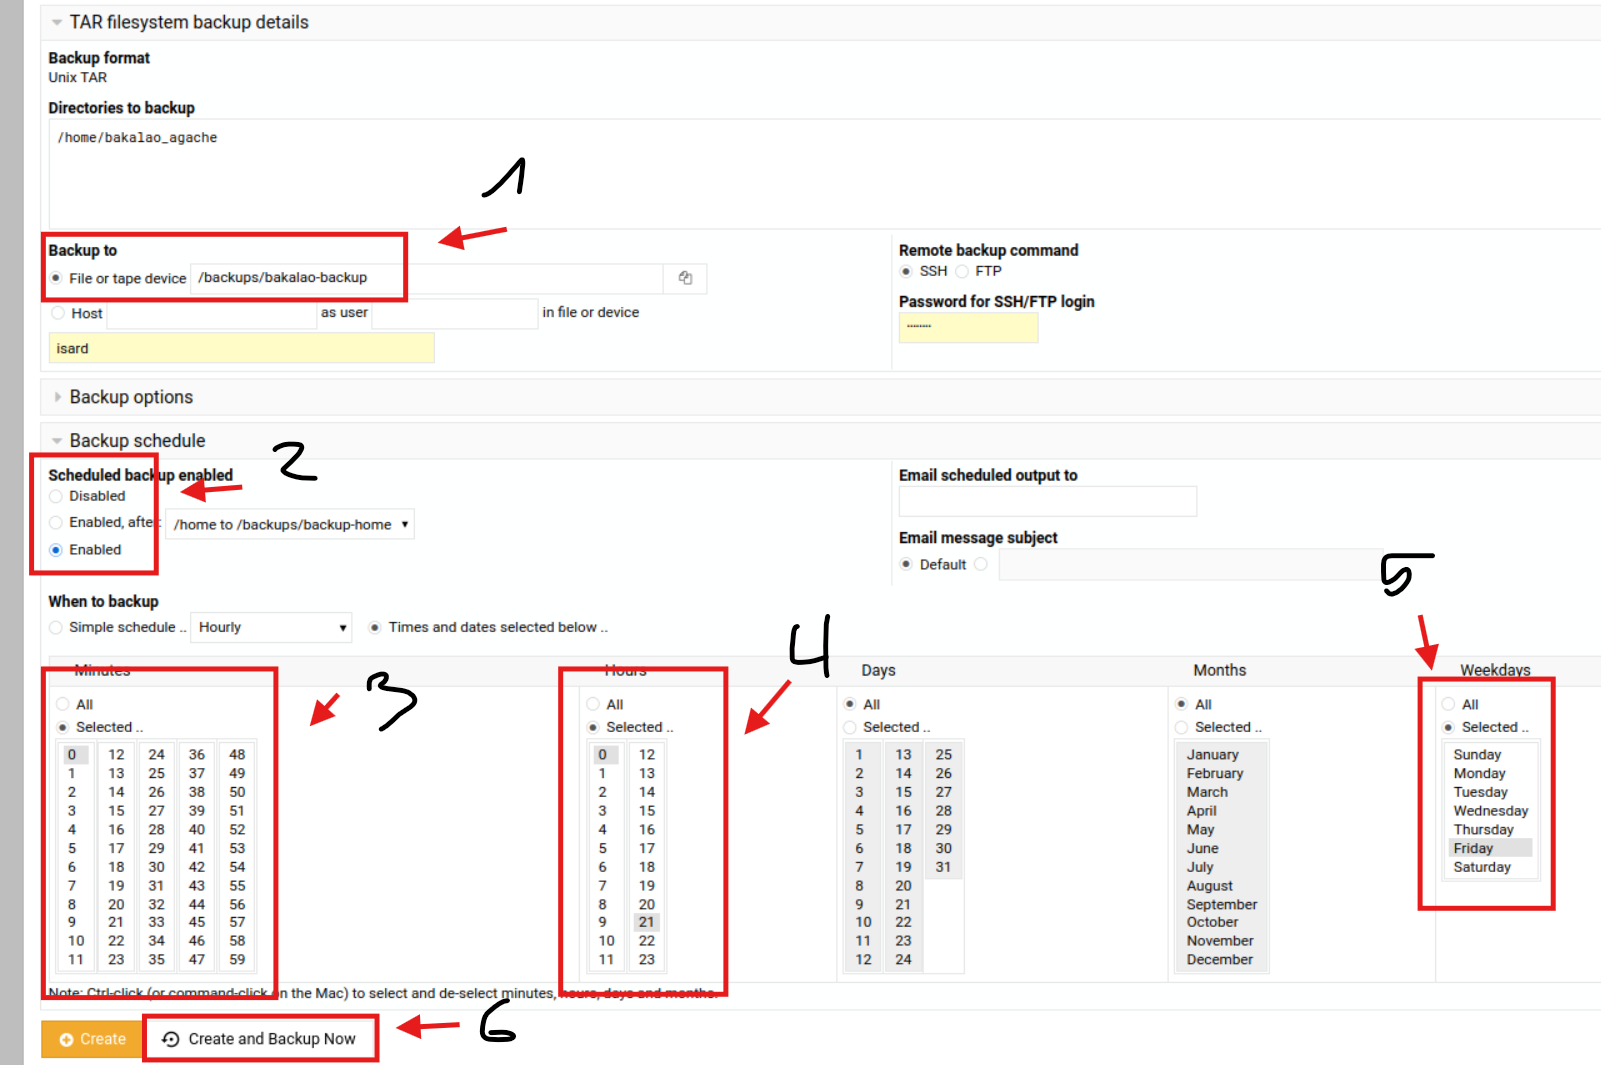 TAR filesystem backup details
Backup format
Unix TAR
Directories to backup
/home/bakalao_agache
1
Backup to
File or tape device /backups/bakalao-backup
Host as user in file or device
isard
Remote backup command
SSH FTP
Password for SSH/FTP login
········
Backup options
Backup schedule
2
Scheduled backup enabled
Disabled
Enabled, after: /home to /backups/backup-home
Enabled
Email scheduled output to
Email message subject
Default
5
When to backup
Simple schedule .. Hourly Times and dates selected below ..
4
3
Minutes Hours Days Months Weekdays
All All All All All
Selected .. Selected .. Selected .. Selected .. Selected ..
0 12 24 36 48 0 12 1 13 25 January Sunday
1 13 25 37 49 1 13 2 14 26 February Monday
2 14 26 38 50 2 14 3 15 27 March Tuesday
3 15 27 39 51 3 15 4 16 28 April Wednesday
4 16 28 40 52 4 16 5 17 29 May Thursday
5 17 29 41 53 5 17 6 18 30 June Friday
6 18 30 42 54 6 18 7 19 31 July Saturday
7 19 31 43 55 7 19 8 20 August
8 20 32 44 56 8 20 9 21 September
9 21 33 45 57 9 21 10 22 October
10 22 34 46 58 10 22 11 23 November
11 23 35 47 59 11 23 12 24 December
Note: Ctrl-click (or command-click on the Mac) to select and de-select minutes, hours, days and months.
6
Create Create and Backup Now